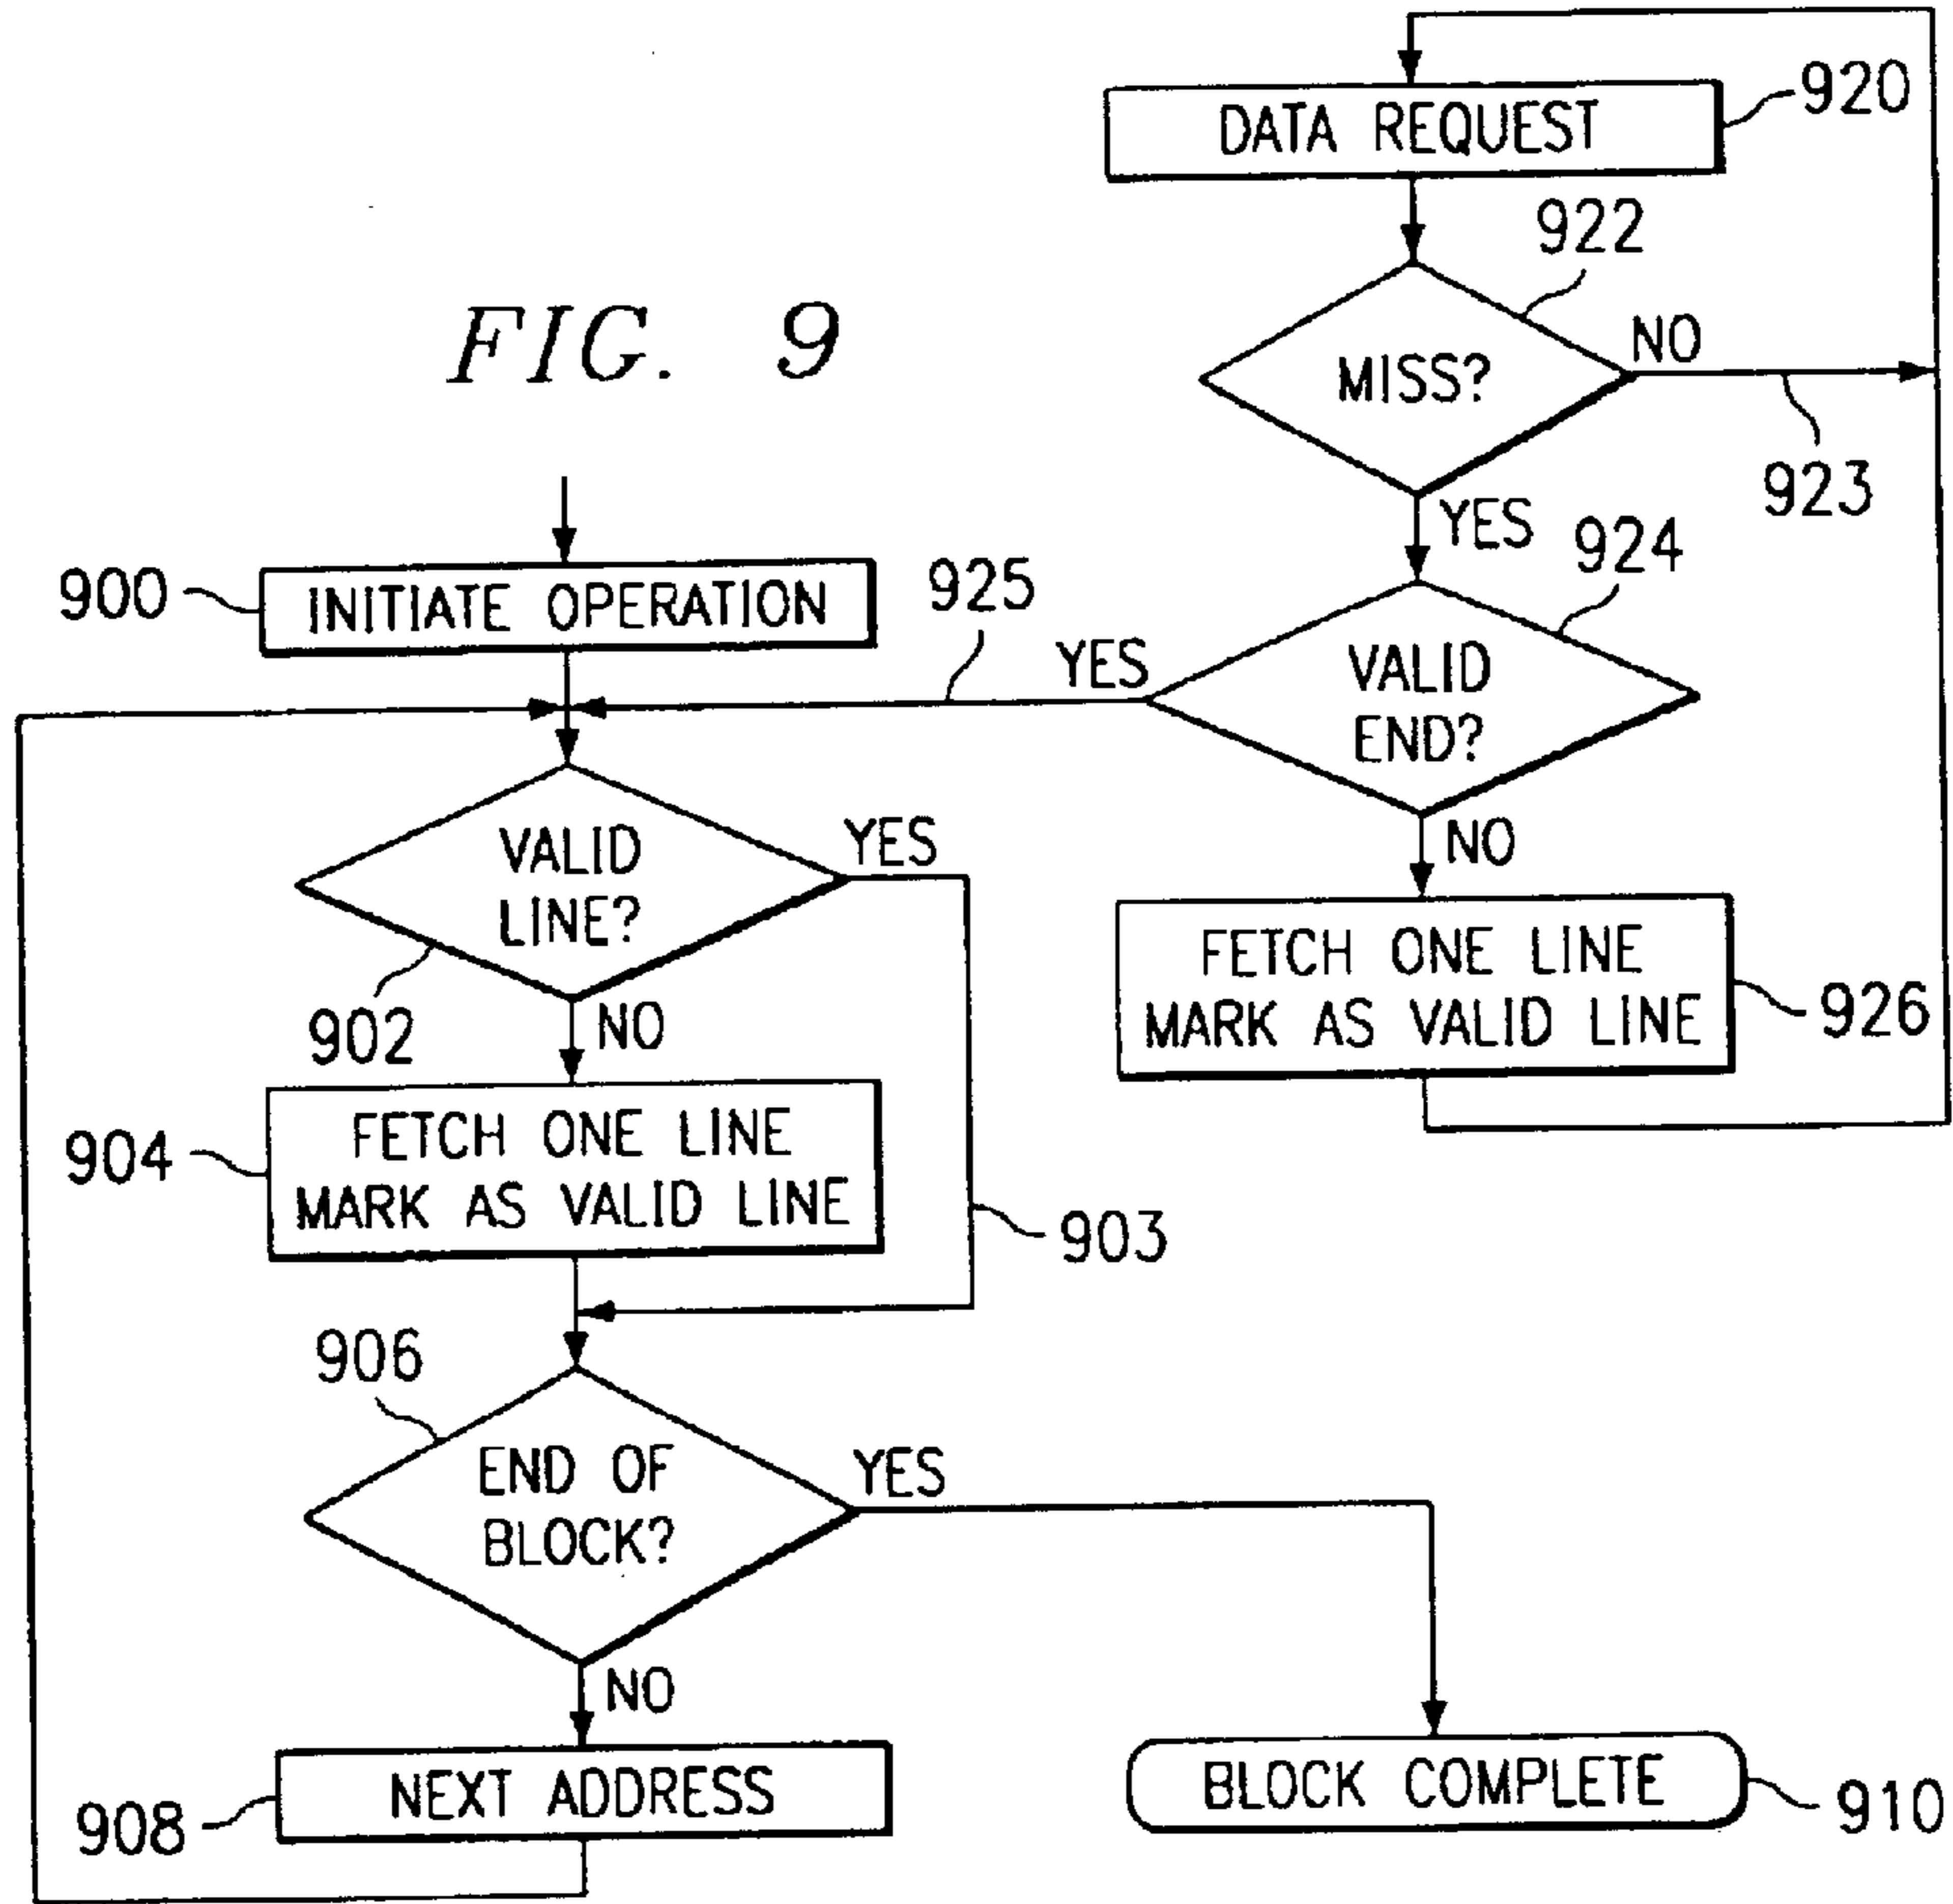 FIG. 9
DATA REQUEST
920
922
MISS?
NO
923
YES
924
VALID
END?
YES
925
NO
FETCH ONE LINE
MARK AS VALID LINE
926
900
INITIATE OPERATION
VALID
LINE?
902
YES
903
NO
904
FETCH ONE LINE
MARK AS VALID LINE
906
END OF
BLOCK?
YES
NO
908
NEXT ADDRESS
BLOCK COMPLETE
910